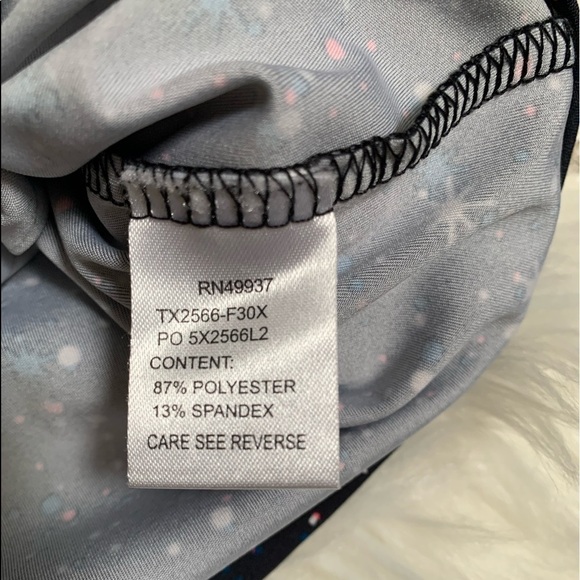 RN49937
TX2566-F30X
PO 5X2566L2
CONTENT:
87% POLYESTER
13% SPANDEX
CARE SEE REVERSE